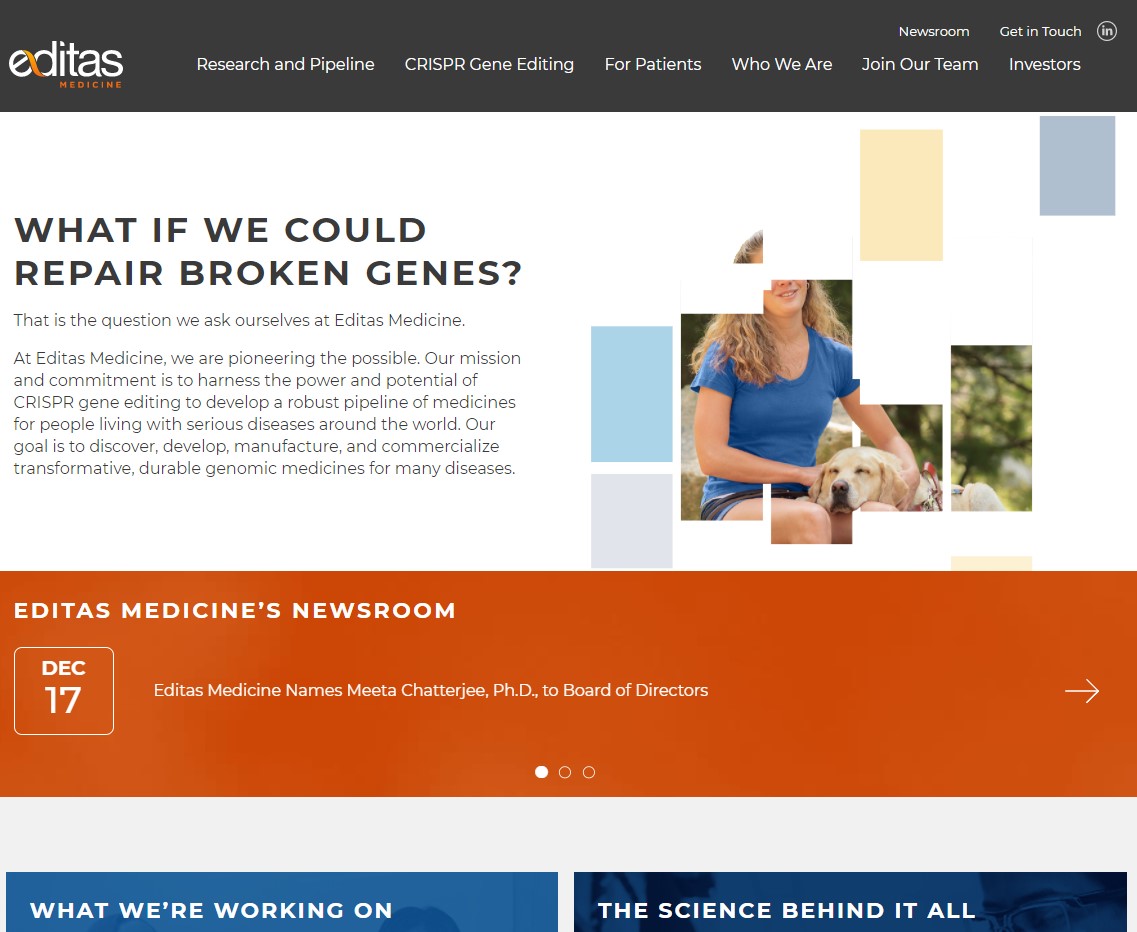 Newsroom Get in Touch in
editas
MEDICINE
Research and Pipeline CRISPR Gene Editing For Patients Who We Are Join Our Team Investors
WHAT IF WE COULD
REPAIR BROKEN GENES?
That is the question we ask ourselves at Editas Medicine.
At Editas Medicine, we are pioneering the possible. Our mission
and commitment is to harness the power and potential of
CRISPR gene editing to develop a robust pipeline of medicines
for people living with serious diseases around the world. Our
goal is to discover, develop, manufacture, and commercialize
transformative, durable genomic medicines for many diseases.
EDITAS MEDICINE’S NEWSROOM
DEC
17
Editas Medicine Names Meeta Chatterjee, Ph.D., to Board of Directors
WHAT WE’RE WORKING ON
THE SCIENCE BEHIND IT ALL